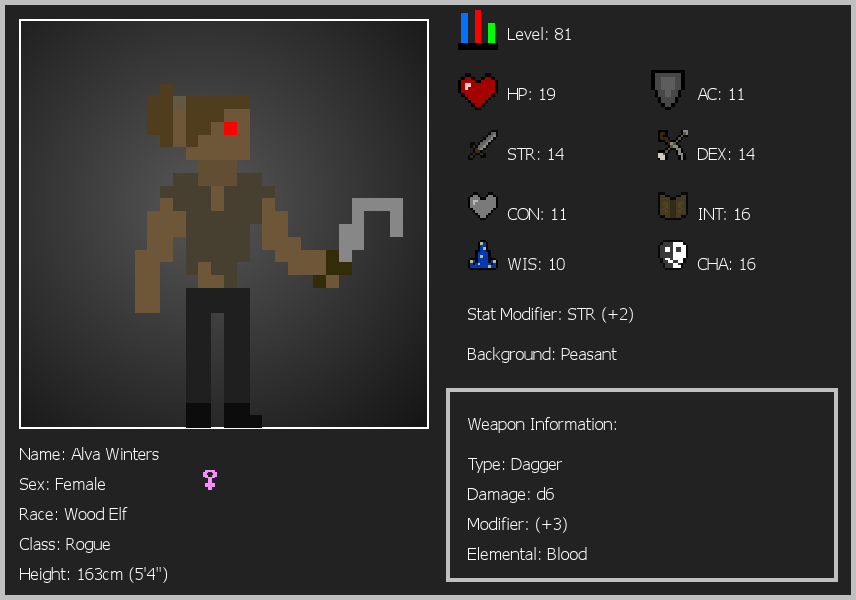 Level: 81
HP: 19
AC: 11
STR: 14
DEX: 14
CON: 11
INT: 16
WIS: 10
CHA: 16
Stat Modifier: STR (+2)
Background: Peasant
Weapon Information:
Type: Dagger
Damage: d6
Modifier: (+3)
Elemental: Blood
Name: Alva Winters
Sex: Female
Race: Wood Elf
Class: Rogue
Height: 163cm (5'4")